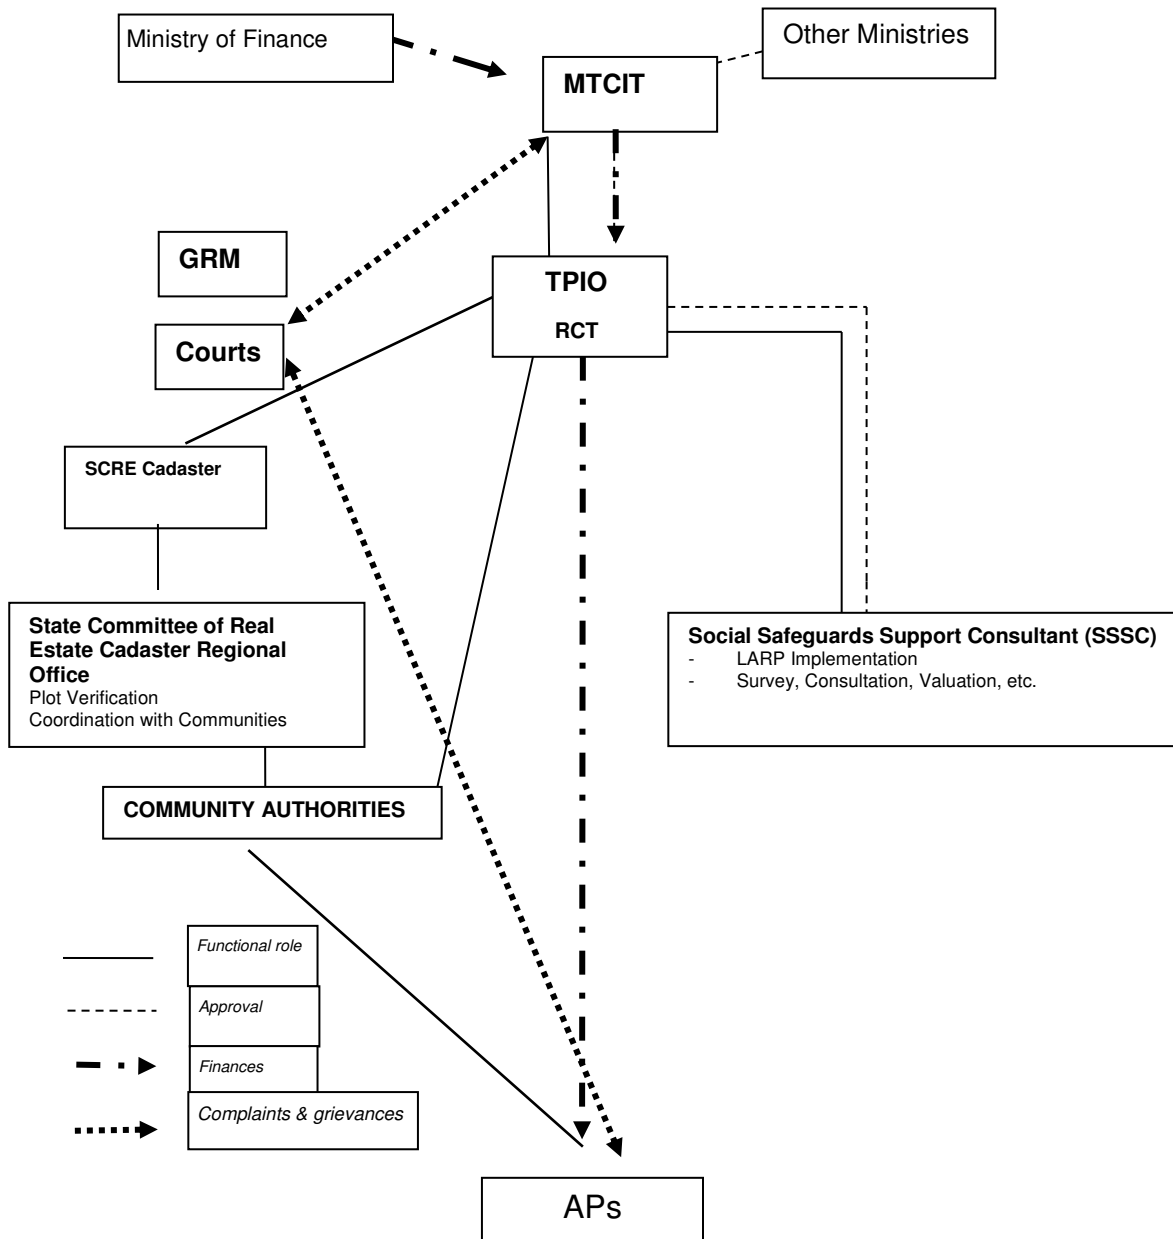 Ministry of Finance
Other Ministries
MTCIT
GRM
TPIO
RCT
Courts
SCRE Cadaster
State Committee of Real
Estate Cadaster Regional
Office
Plot Verification
Coordination with Communities
Social Safeguards Support Consultant (SSSC)
- LARP Implementation
- Survey, Consultation, Valuation, etc.
COMMUNITY AUTHORITIES
Functional role
Approval
Finances
Complaints & grievances
APs